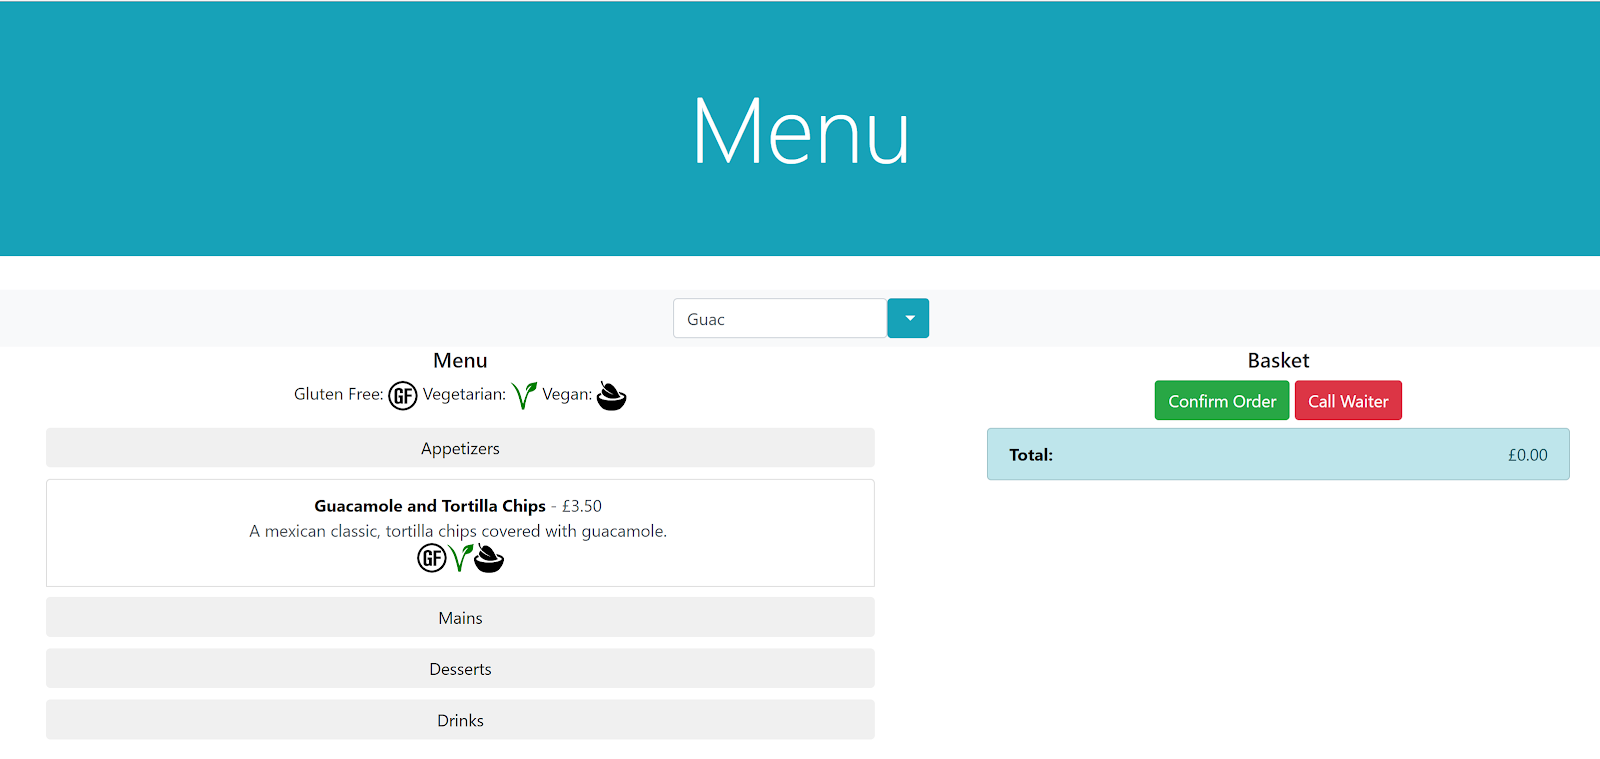 Menu
Guac
Menu
Gluten Free: GF Vegetarian: Vegan:
Appetizers
Guacamole and Tortilla Chips - £3.50
A mexican classic, tortilla chips covered with guacamole.
GF
Mains
Desserts
Drinks
Basket
Confirm Order Call Waiter
Total: £0.00